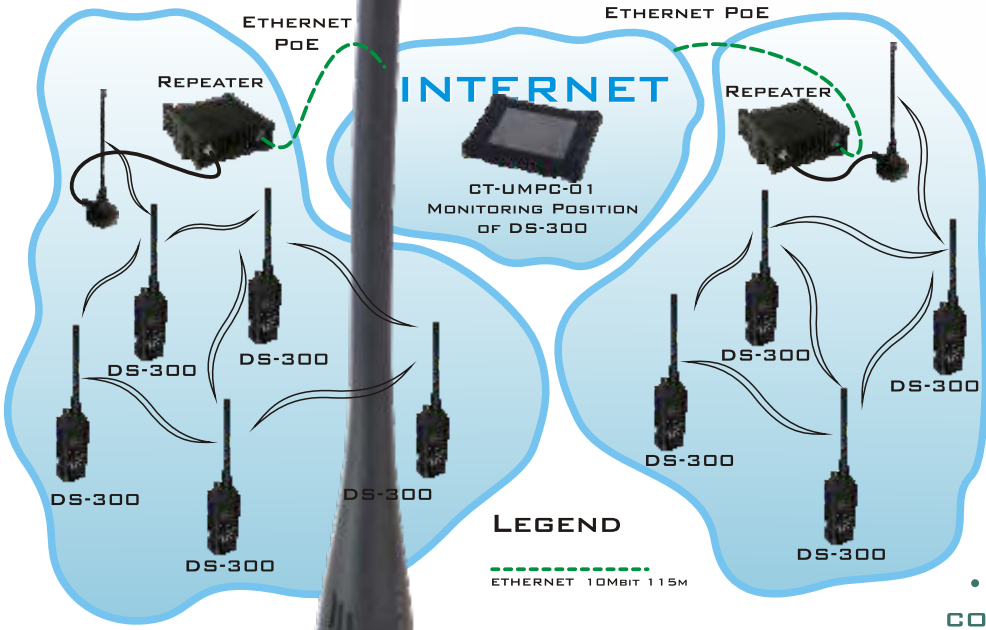 ETHERNET
POE
ETHERNET POE
REPEATER
INTERNET
REPEATER
CT-UMPC-01
MONITORING POSITION
OF DS-300
DS-300
DS-300
DS-300
DS-300
DS-300
DS-300
DS-300
DS-300
DS-300
LEGEND
ETHERNET 10MBIT 115M
• 
CO